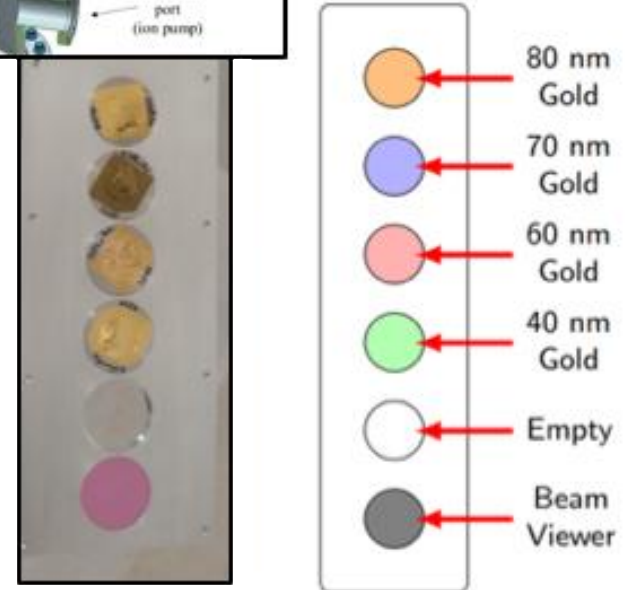 port
(ion pump)
80 nm
Gold
70 nm
Gold
60 nm
Gold
40 nm
Gold
Empty
Beam
Viewer